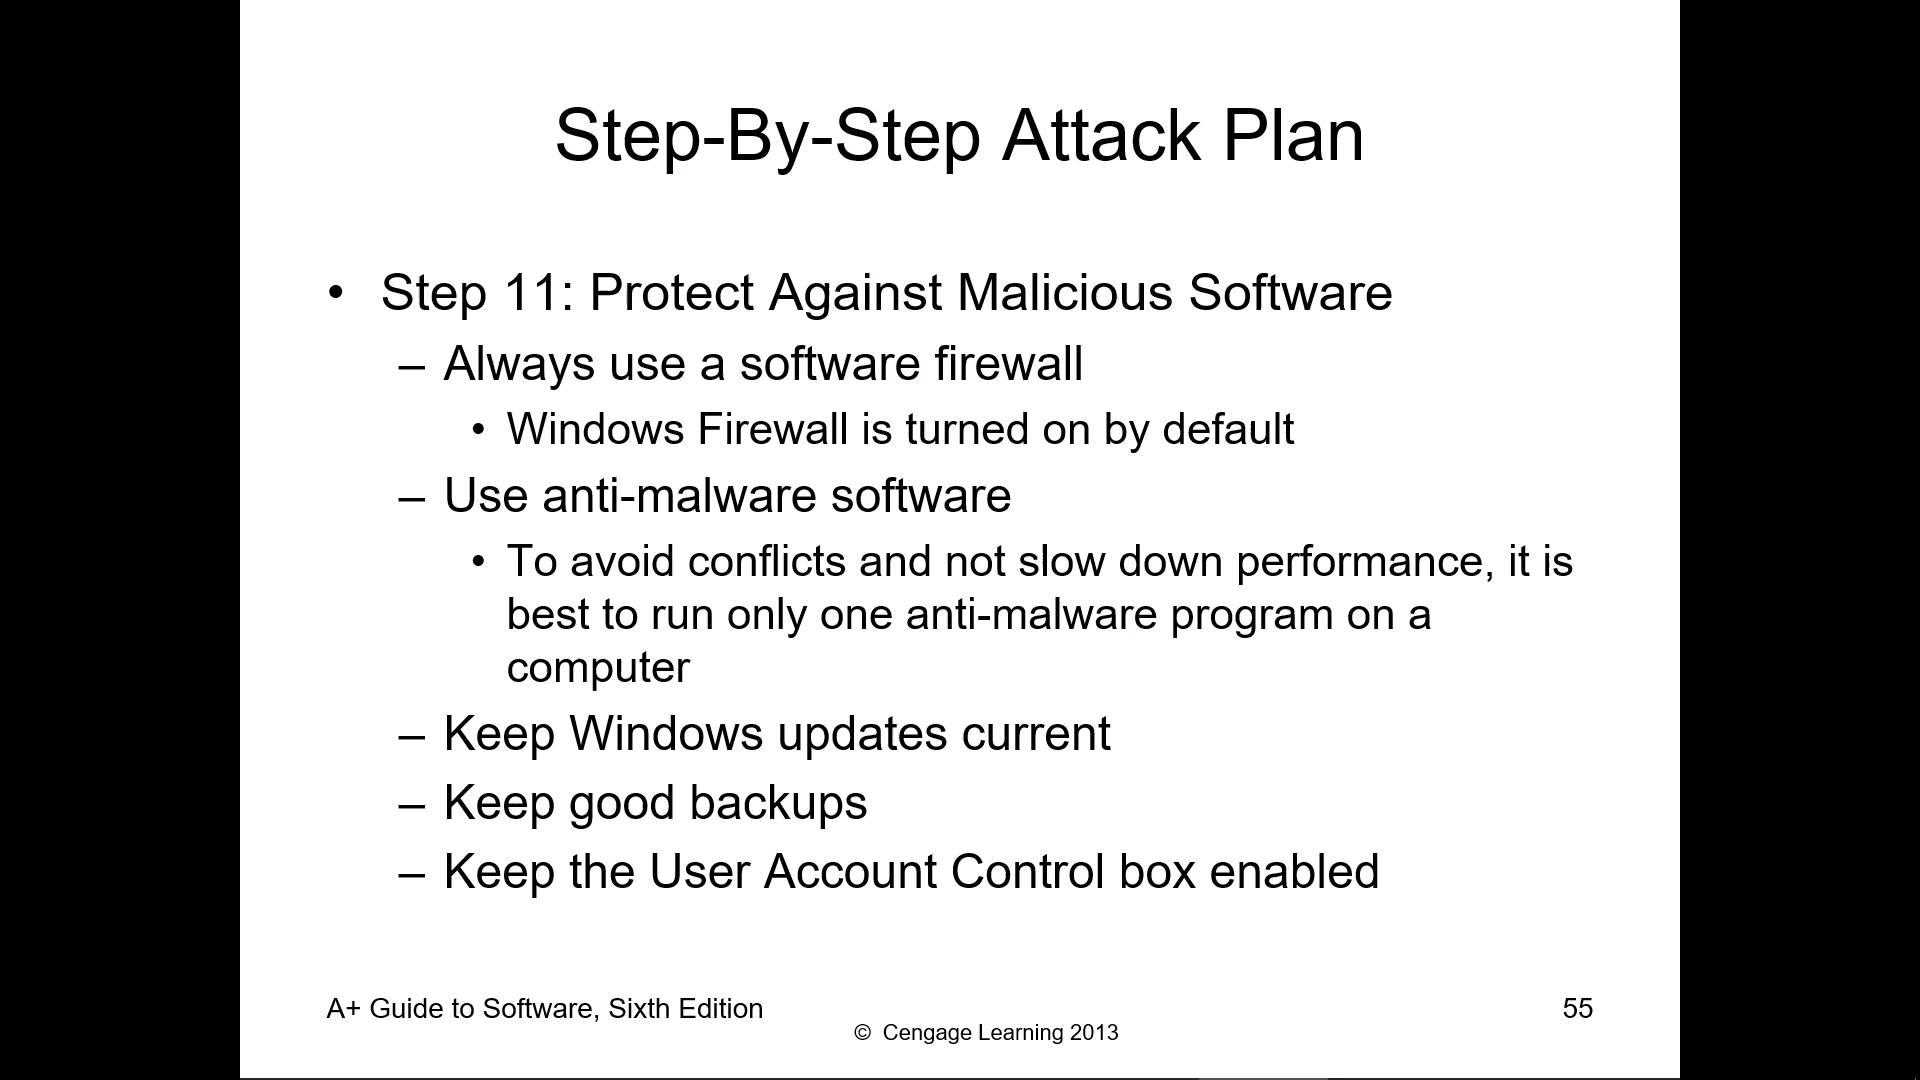 Step-By-Step Attack Plan
• Step 11: Protect Against Malicious Software
– Always use a software firewall
• Windows Firewall is turned on by default
– Use anti-malware software
• To avoid conflicts and not slow down performance, it is
best to run only one anti-malware program on a
computer
– Keep Windows updates current
– Keep good backups
– Keep the User Account Control box enabled
A+ Guide to Software, Sixth Edition
55
© Cengage Learning 2013